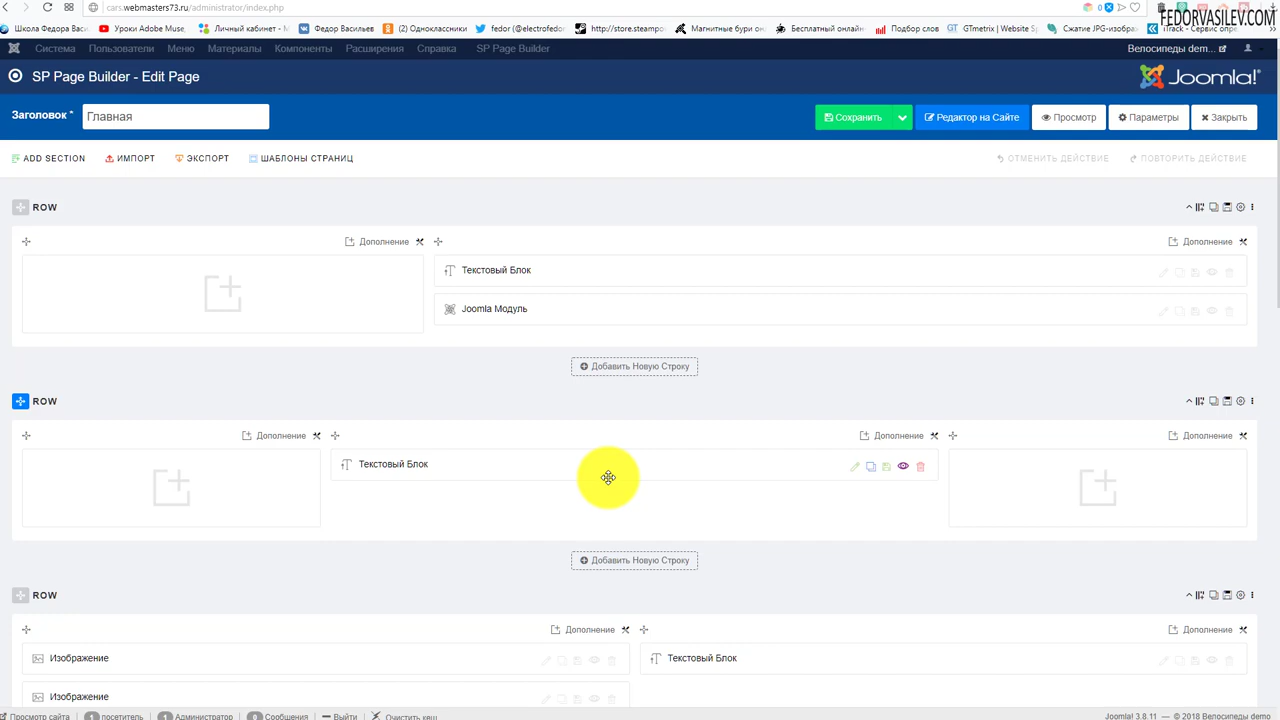 cars.webmasters73.ru/administrator/index.php
FEDORVASILEV.COM
Школа Федора Васи Уроки Adobe Muse, Личный кабинет - М Федор Васильев (2) Одноклассники fedor (@electrofedor http://store.steampo Магнитные бури он Бесплатный онлайн Подбор слов GTmetrix | Website S Сжатие JPG-изобра iTrack - Сервис опре
Система Пользователи Меню Материалы Компоненты Расширения Справка SP Page Builder Велосипеды dem...
SP Page Builder - Edit Page Joomla!
Заголовок * Главная Сохранить Редактор на Сайте Просмотр Параметры Закрыть
ADD SECTION ИМПОРТ ЭКСПОРТ ШАБЛОНЫ СТРАНИЦ ОТМЕНИТЬ ДЕЙСТВИЕ ПОВТОРИТЬ ДЕЙСТВИЕ
ROW
Дополнение Дополнение
Текстовый Блок
Joomla Модуль
Добавить Новую Строку
ROW
Дополнение Дополнение Дополнение
Текстовый Блок
Добавить Новую Строку
ROW
Дополнение Дополнение
Изображение Текстовый Блок
Изображение
Просмотр сайта 1 посетитель 1 Администратор 0 Сообщения Выйти Очистить кеш Joomla! 3.8.11 — © 2018 Велосипеды demo